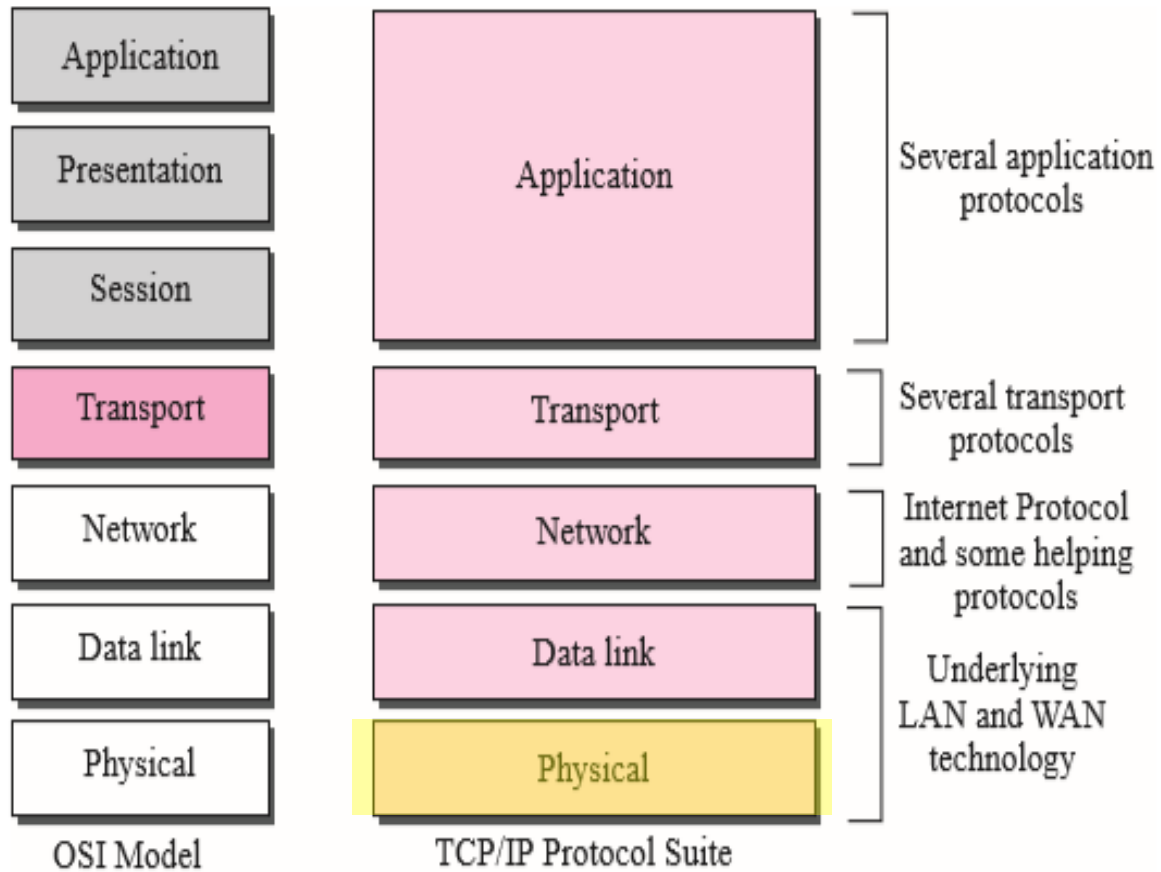 Application
Presentation
Session
Transport
Network
Data link
Physical
OSI Model
Application
Transport
Network
Data link
Physical
TCP/IP Protocol Suite
Several application
protocols
Several transport
protocols
Internet Protocol
and some helping
protocols
Underlying
LAN and WAN
technology